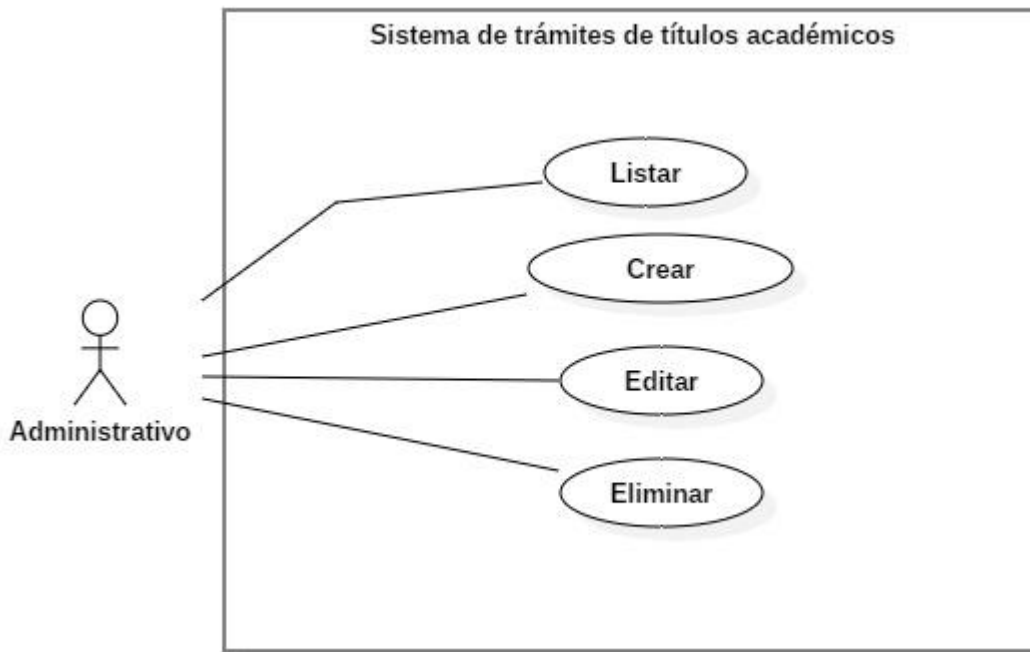 Sistema de trámites de títulos académicos
Listar
Crear
Editar
Administrativo
Eliminar